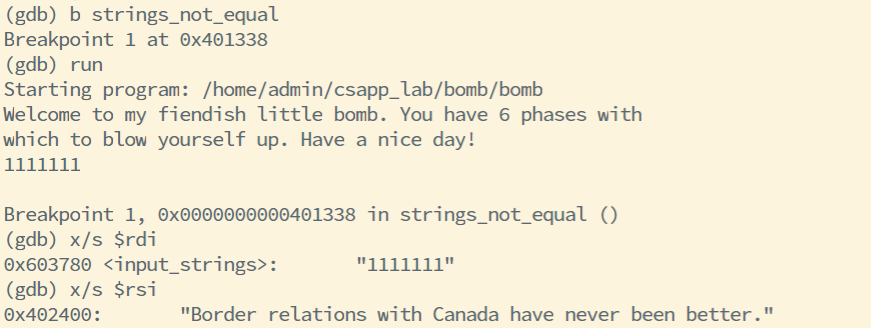 (gdb) b strings_not_equal
Breakpoint 1 at 0x401338
(gdb) run
Starting program: /home/admin/csapp_lab/bomb/bomb
Welcome to my fiendish little bomb. You have 6 phases with
which to blow yourself up. Have a nice day!
1111111
Breakpoint 1, 0x0000000000401338 in strings_not_equal ()
(gdb) x/s $rdi
0x603780 <input_strings>:       "1111111"
(gdb) x/s $rsi
0x402400:       "Border relations with Canada have never been better."